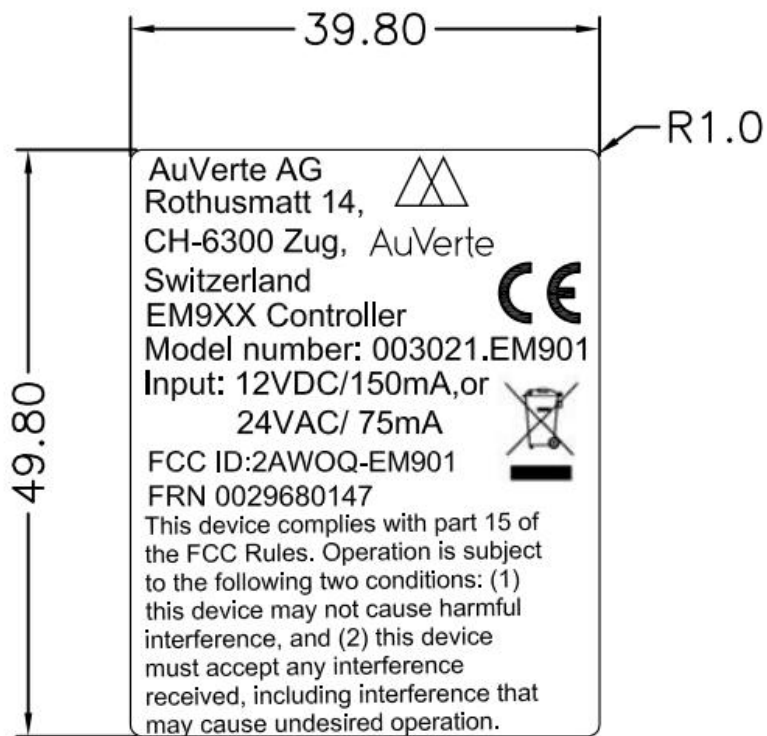 39.80
R1.0
49.80
AuVerte AG
Rothusmatt 14,
CH-6300 Zug,
AuVerte
Switzerland
CE
EM9XX Controller
Model number: 003021.EM901
Input: 12VDC/150mA,or
24VAC/ 75mA
FCC ID:2AWOQ-EM901
FRN 0029680147
This device complies with part 15 of
the FCC Rules. Operation is subject
to the following two conditions: (1)
this device may not cause harmful
interference, and (2) this device
must accept any interference
received, including interference that
may cause undesired operation.